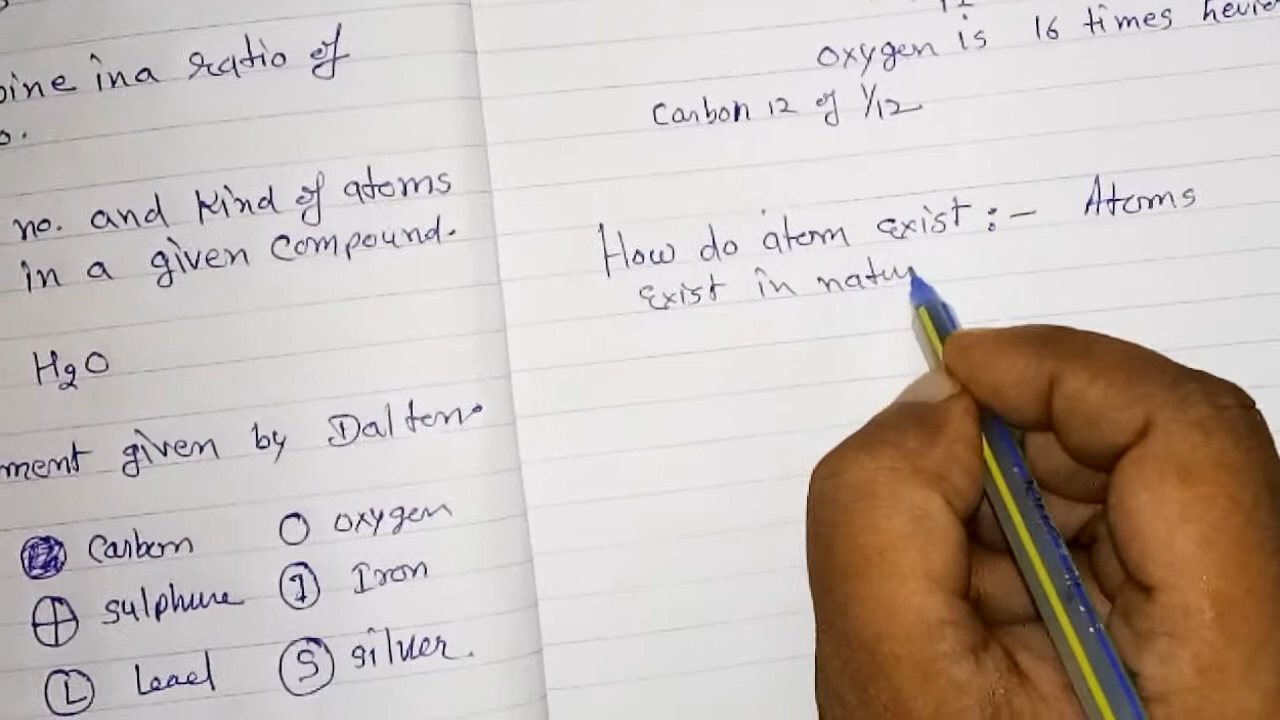 bine in a ratio of
o.
no. and kind of atoms
in a given compound.
H2O
ment given by Dalton.
Carbon oxygen
sulphure I Iron
L Lead S silver.
oxygen is 16 times
Carbon 12 of 1/12
How do atom exist :- Atoms
exist in natu